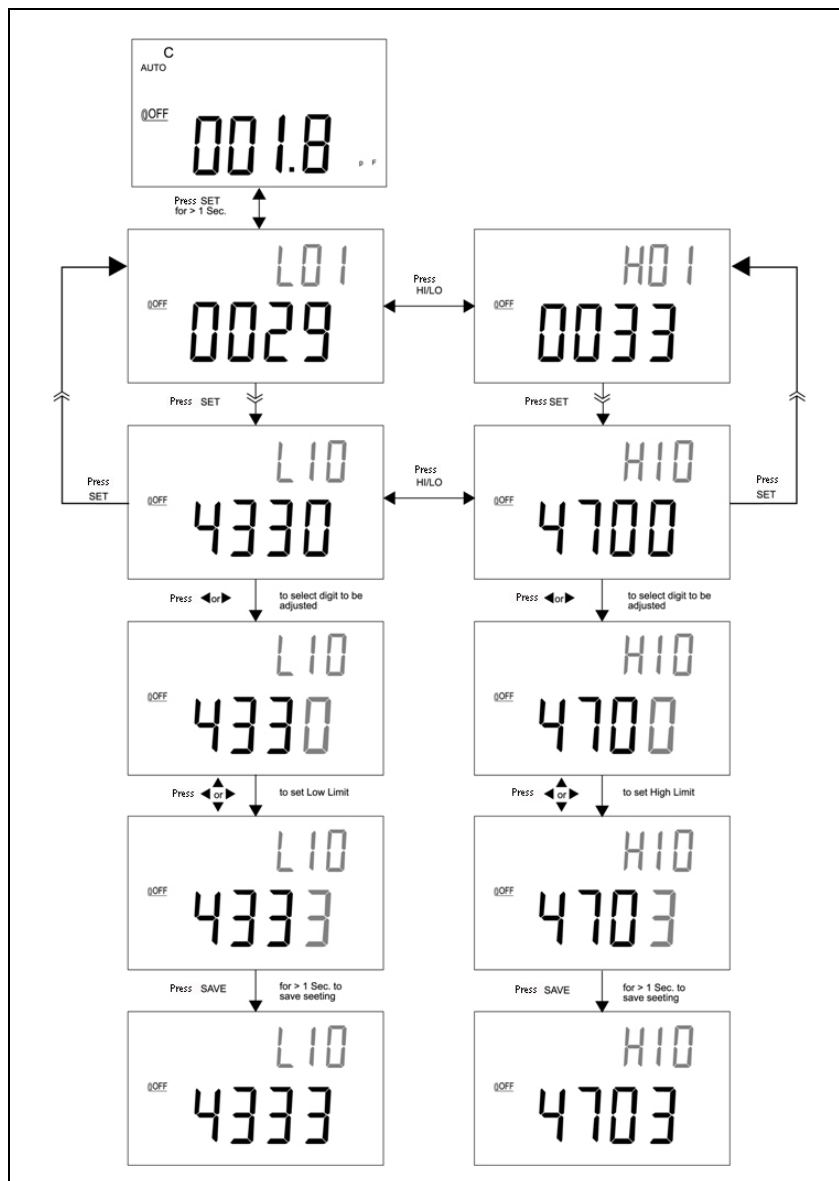 C
AUTO
OFF
001.8
p F
Press SET
for > 1 Sec.
L01
OFF
0029
Press
HI/LO
H01
OFF
0033
Press SET
Press SET
L10
OFF
4330
Press
HI/LO
H10
OFF
4700
Press
SET
Press
SET
Press ◀or▶
to select digit to be
adjusted
Press ◀or▶
to select digit to be
adjusted
L10
OFF
4330
H10
OFF
4700
Press ◀or▶
to set Low Limit
Press ◀or▶
to set High Limit
L10
OFF
4333
H10
OFF
4703
Press SAVE
for > 1 Sec. to
save seeting
Press SAVE
for > 1 Sec. to
save seeting
L10
OFF
4333
H10
OFF
4703